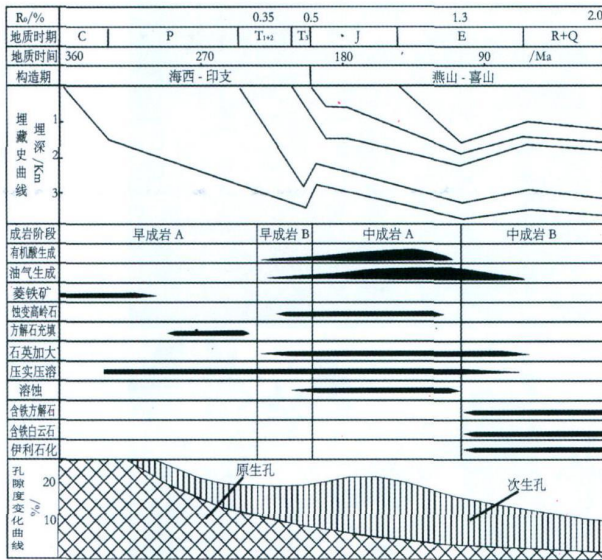 R₀/% 0.35 0.5 1.3 2.0
地质时期 C P T₁₊₂ T₃ J E R+Q
地质时间 360 270 180 90 /Ma
构造期 海西-印支 燕山-喜山
埋藏史曲线
埋深/Km
1
2
3
成岩阶段 早成岩A 早成岩B 中成岩A 中成岩B
有机酸生成
油气生成
菱铁矿
蚀变高岭石
方解石充填
石英加大
压实压溶
溶蚀
含铁方解石
含铁白云石
伊利石化
孔隙度变化曲线
/%
20
10
原生孔
次生孔